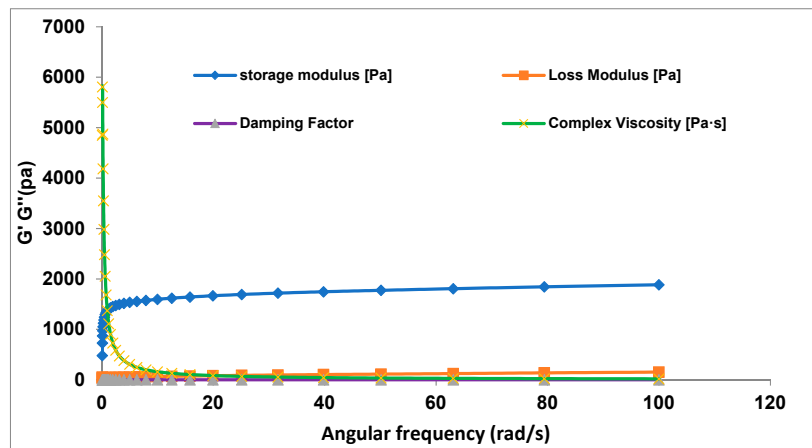 7000
6000
5000
4000
3000
2000
1000
0
G' G''(pa)
storage modulus [Pa]
Loss Modulus [Pa]
Damping Factor
Complex Viscosity [Pa·s]
0 20 40 60 80 100 120
Angular frequency (rad/s)